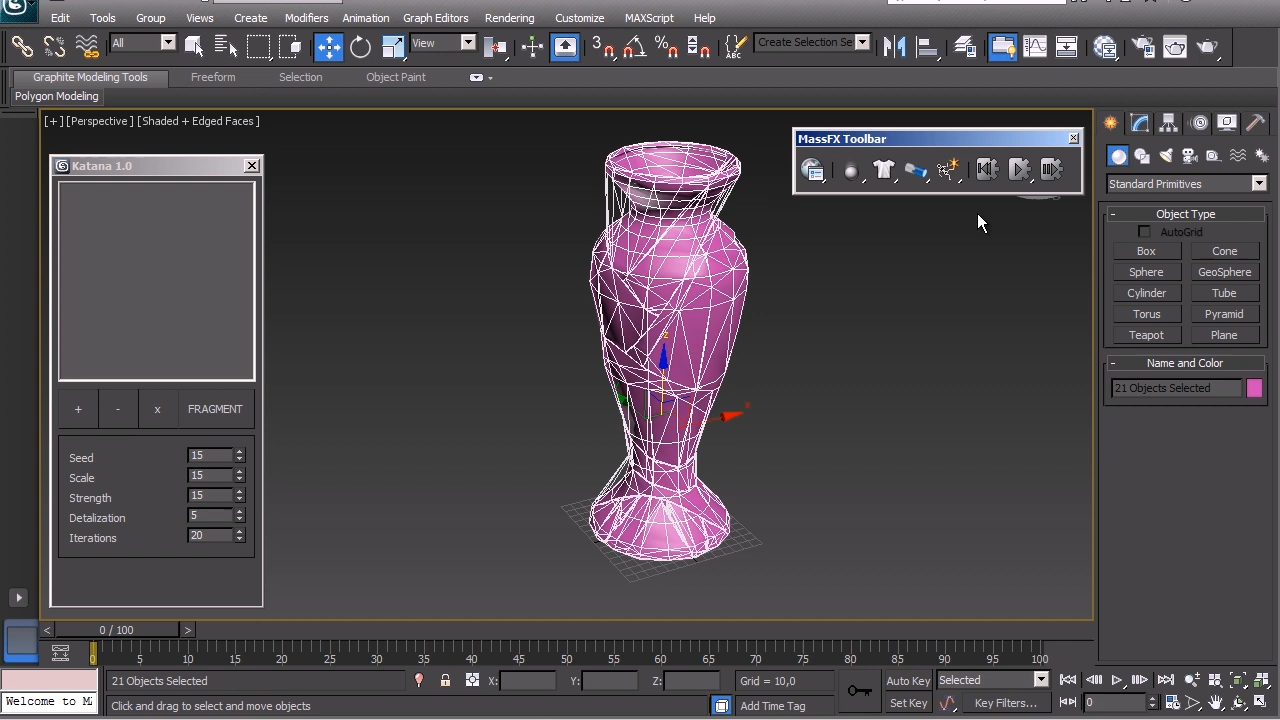 Edit Tools Group Views Create Modifiers Animation Graph Editors Rendering Customize MAXScript Help
All View 3 ABC Create Selection Se
Graphite Modeling Tools Freeform Selection Object Paint
Polygon Modeling
[+][Perspective][Shaded + Edged Faces]
Katana 1.0
+ - x FRAGMENT
Seed 15
Scale 15
Strength 15
Detalization 5
Iterations 20
z
x
MassFX Toolbar
Standard Primitives
- Object Type
AutoGrid
Box Cone
Sphere GeoSphere
Cylinder Tube
Torus Pyramid
Teapot Plane
- Name and Color
21 Objects Selected
< 0 / 100 >
0 5 10 15 20 25 30 35 40 45 50 55 60 65 70 75 80 85 90 95 100
21 Objects Selected X: Y: Z: Grid = 10,0 Auto Key Selected
Welcome to M Click and drag to select and move objects Add Time Tag Set Key Key Filters... 0